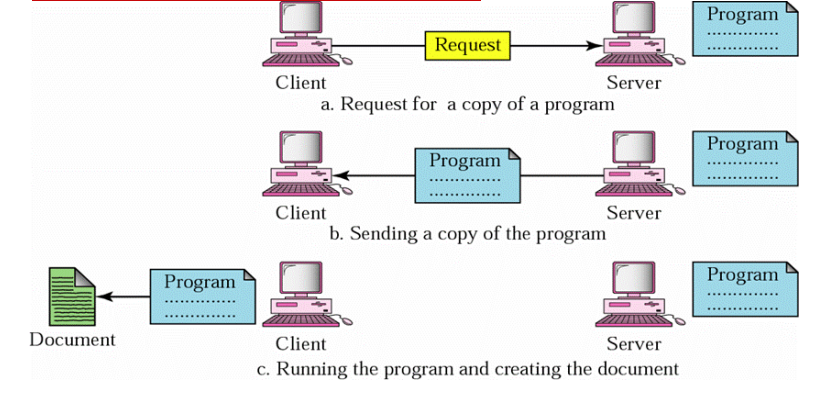 Program
Request
Client
Server
a. Request for a copy of a program
Program
Program
Client
Server
b. Sending a copy of the program
Program
Program
Document
Client
Server
c. Running the program and creating the document